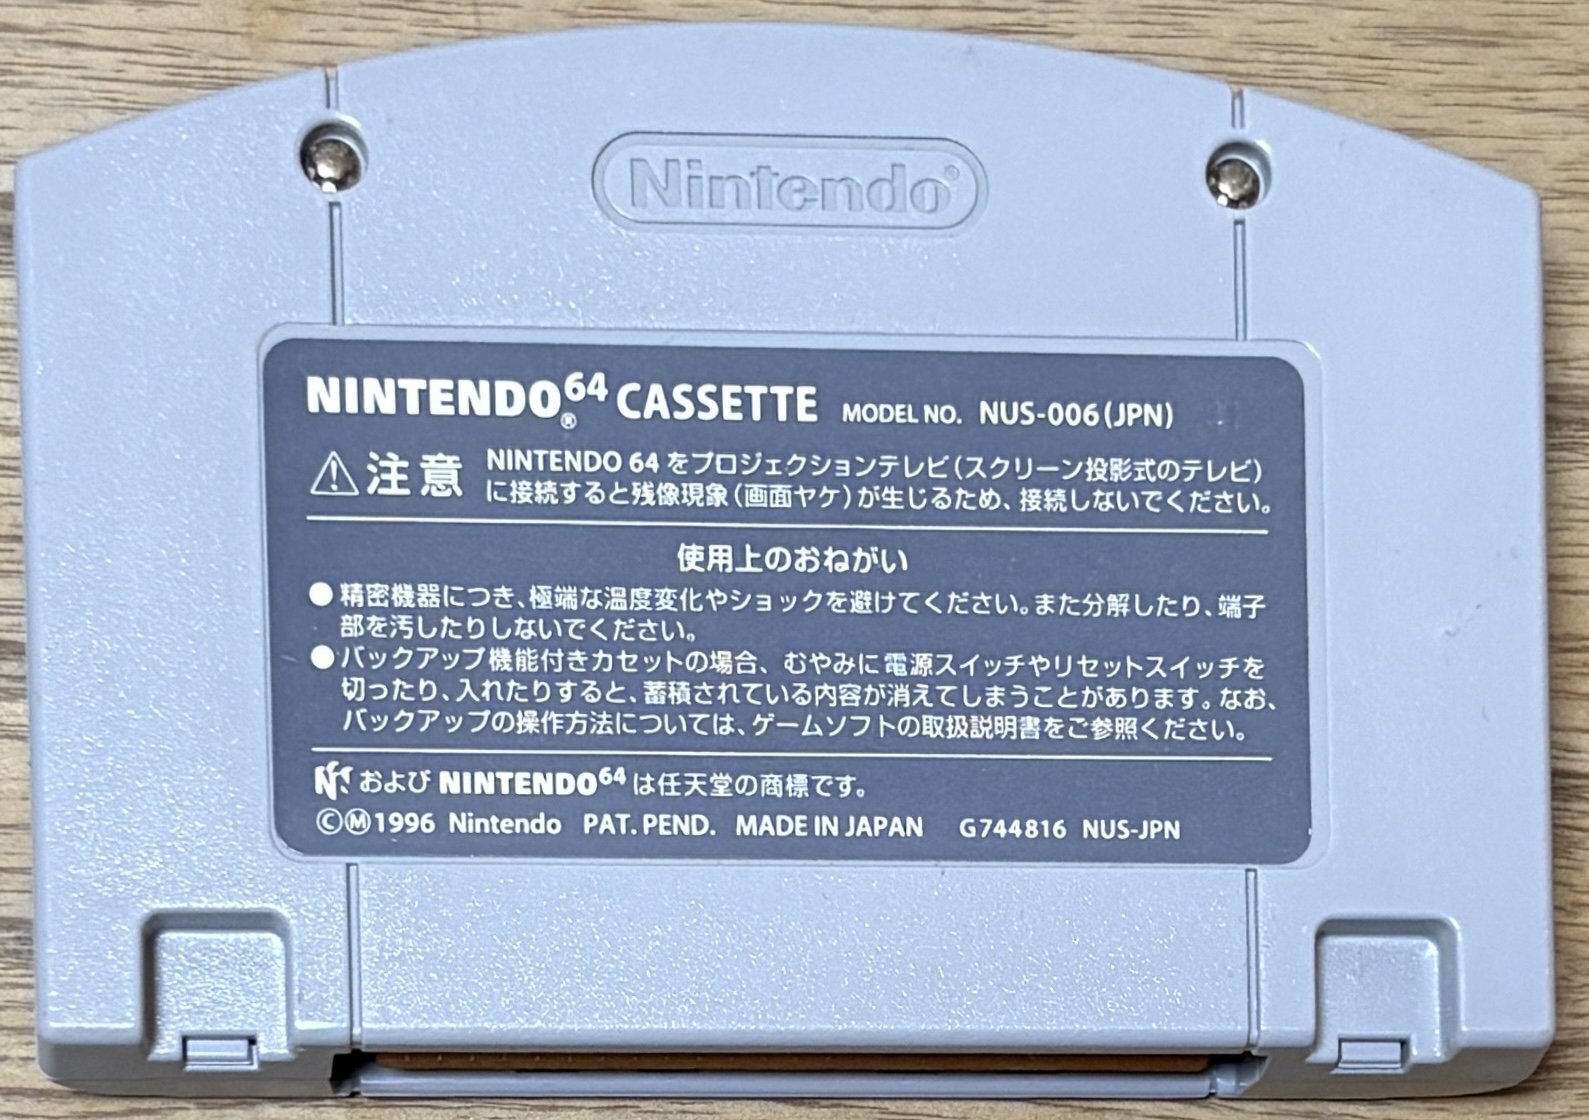 Nintendo®
NINTENDO64® CASSETTE MODEL NO. NUS-006(JPN)
⚠注意 NINTENDO 64 をプロジェクションテレビ(スクリーン投影式のテレビ)
に接続すると残像現象(画面ヤケ)が生じるため、接続しないでください。
使用上のおねがい
●精密機器につき、極端な温度変化やショックを避けてください。また分解したり、端子
部を汚したりしないでください。
●バックアップ機能付きカセットの場合、むやみに電源スイッチやリセットスイッチを
切ったり、入れたりすると、蓄積されている内容が消えてしまうことがあります。なお、
バックアップの操作方法については、ゲームソフトの取扱説明書をご参照ください。
および NINTENDO64 は任天堂の商標です。
ⒸⓂ1996 Nintendo PAT. PEND. MADE IN JAPAN G744816 NUS-JPN